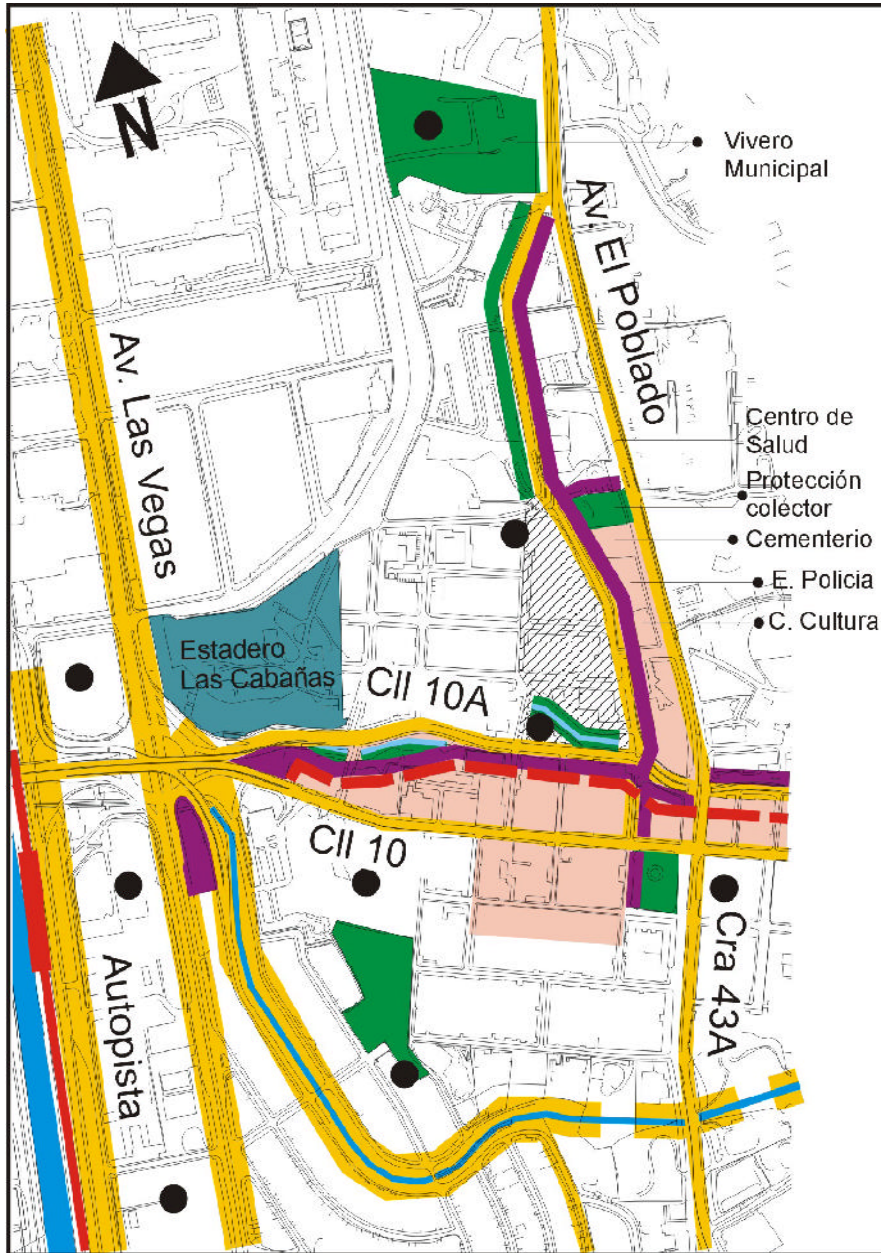 N
Vivero
Municipal
Av. El Poblado
Av. Las Vegas
Centro de
Salud
Protección
colector
Cementerio
E. Policia
C. Cultura
Estadero
Las Cabañas
Cll 10A
Cll 10
Cra 43A
Autopista